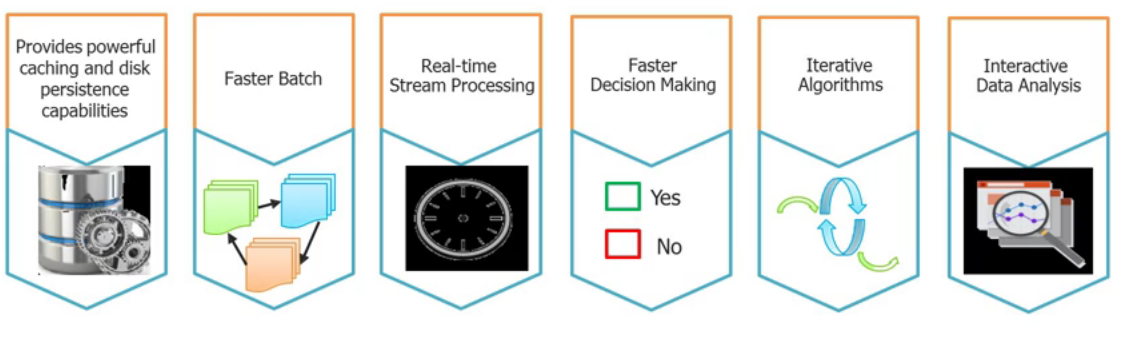 Provides powerful
caching and disk
persistence
capabilities
Faster Batch
Real-time
Stream Processing
Faster
Decision Making
Iterative
Algorithms
Interactive
Data Analysis
Yes
No